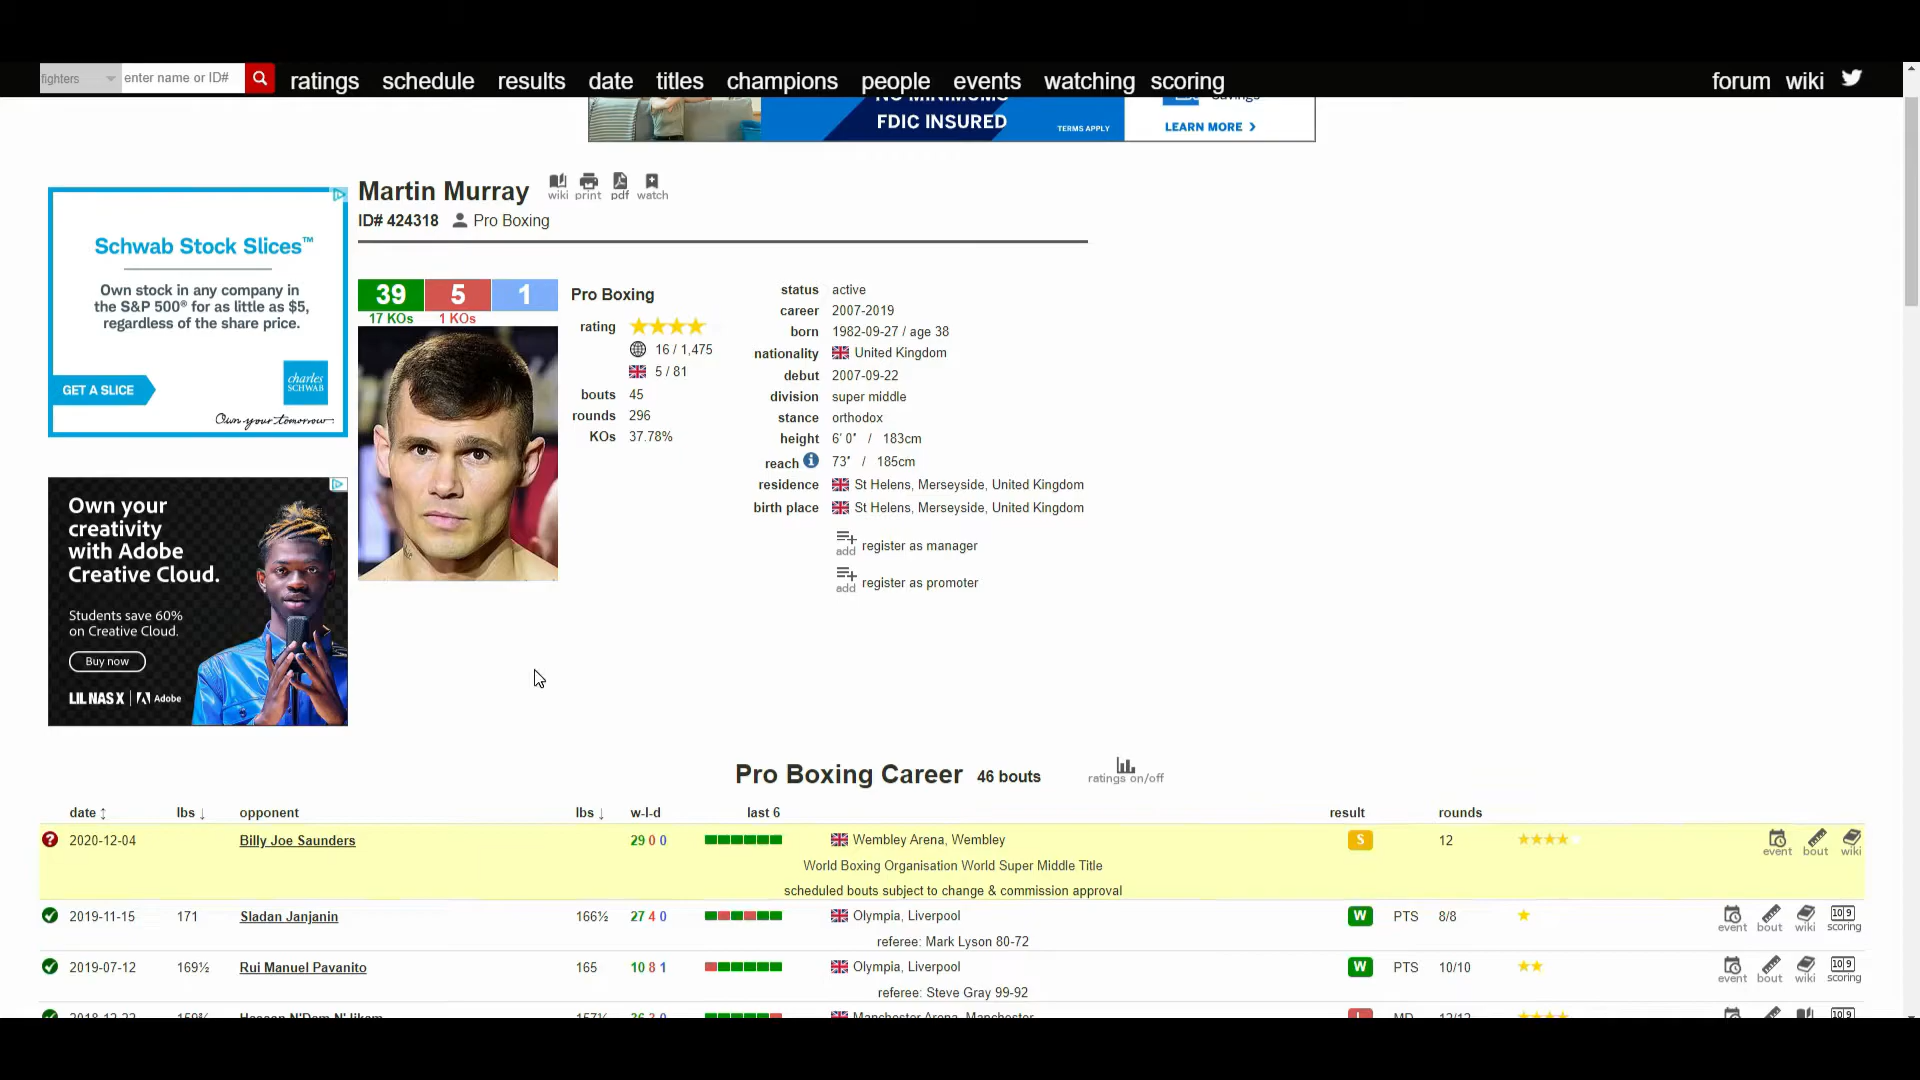 fighters enter name or ID# ratings schedule results date titles champions people events watching scoring forum wiki
FDIC INSURED TERMS APPLY LEARN MORE
Martin Murray wiki print pdf watch
ID# 424318 Pro Boxing
Schwab Stock Slices™
Own stock in any company in
the S&P 500® for as little as $5,
regardless of the share price.
GET A SLICE
charles
SCHWAB
Own your tomorrow
Own your
creativity
with Adobe
Creative Cloud.
Students save 60%
on Creative Cloud.
Buy now
LIL NAS X | Adobe
39 5 1
17 KOs 1 KOs
Pro Boxing
rating
16 / 1,475
5 / 81
bouts 45
rounds 296
KOs 37.78%
status active
career 2007-2019
born 1982-09-27 / age 38
nationality United Kingdom
debut 2007-09-22
division super middle
stance orthodox
height 6' 0" / 183cm
reach 73" / 185cm
residence St Helens, Merseyside, United Kingdom
birth place St Helens, Merseyside, United Kingdom
add register as manager
add register as promoter
Pro Boxing Career 46 bouts ratings on/off
date lbs opponent lbs w-l-d last 6 result rounds
2020-12-04 Billy Joe Saunders 29 0 0 Wembley Arena, Wembley S 12 event bout wiki
World Boxing Organisation World Super Middle Title
scheduled bouts subject to change & commission approval
2019-11-15 171 Sladan Janjanin 166½ 27 4 0 Olympia, Liverpool W PTS 8/8 event bout wiki scoring
referee: Mark Lyson 80-72
2019-07-12 169½ Rui Manuel Pavanito 165 10 8 1 Olympia, Liverpool W PTS 10/10 event bout wiki scoring
referee: Steve Gray 99-92